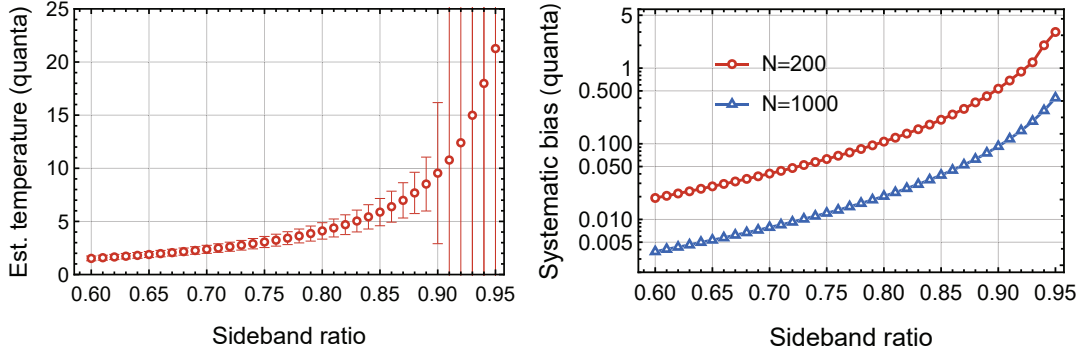 Est. temperature (quanta)
25
20
15
10
5
0
0.60 0.65 0.70 0.75 0.80 0.85 0.90 0.95
Sideband ratio
Systematic bias (quanta)
5
1
0.500
0.100
0.050
0.010
0.005
N=200
N=1000
0.60 0.65 0.70 0.75 0.80 0.85 0.90 0.95
Sideband ratio